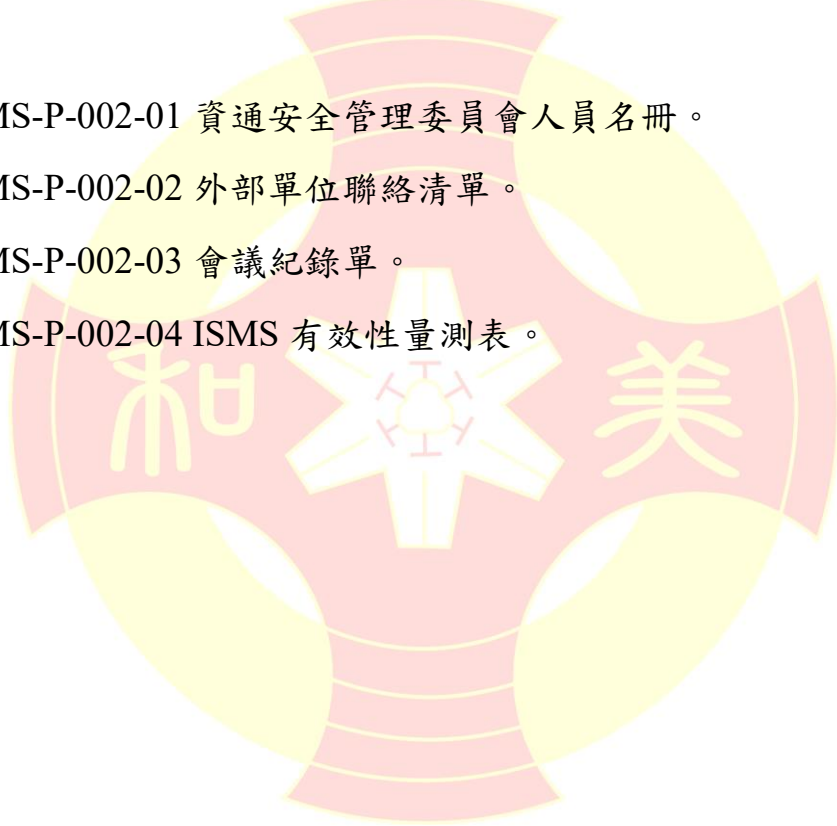 MS-P-002-01 資通安全管理委員會人員名冊。
MS-P-002-02 外部單位聯絡清單。
MS-P-002-03 會議紀錄單。
MS-P-002-04 ISMS 有效性量測表。
和 美